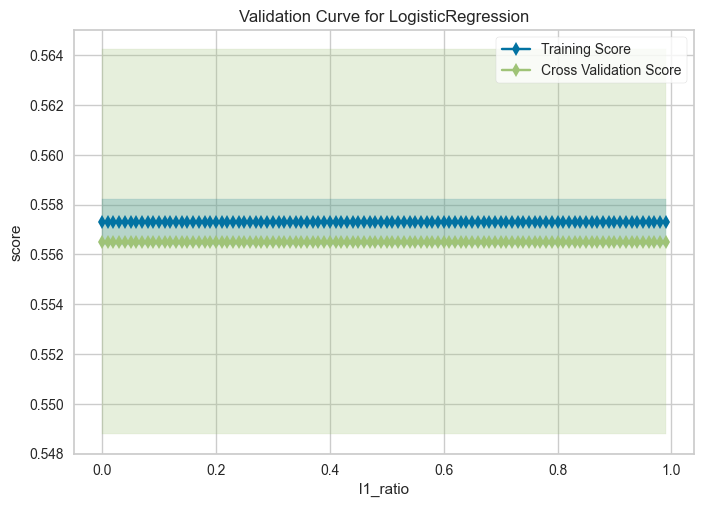 Validation Curve for LogisticRegression
Training Score
Cross Validation Score
score
0.564
0.562
0.560
0.558
0.556
0.554
0.552
0.550
0.548
0.0 0.2 0.4 0.6 0.8 1.0
l1_ratio